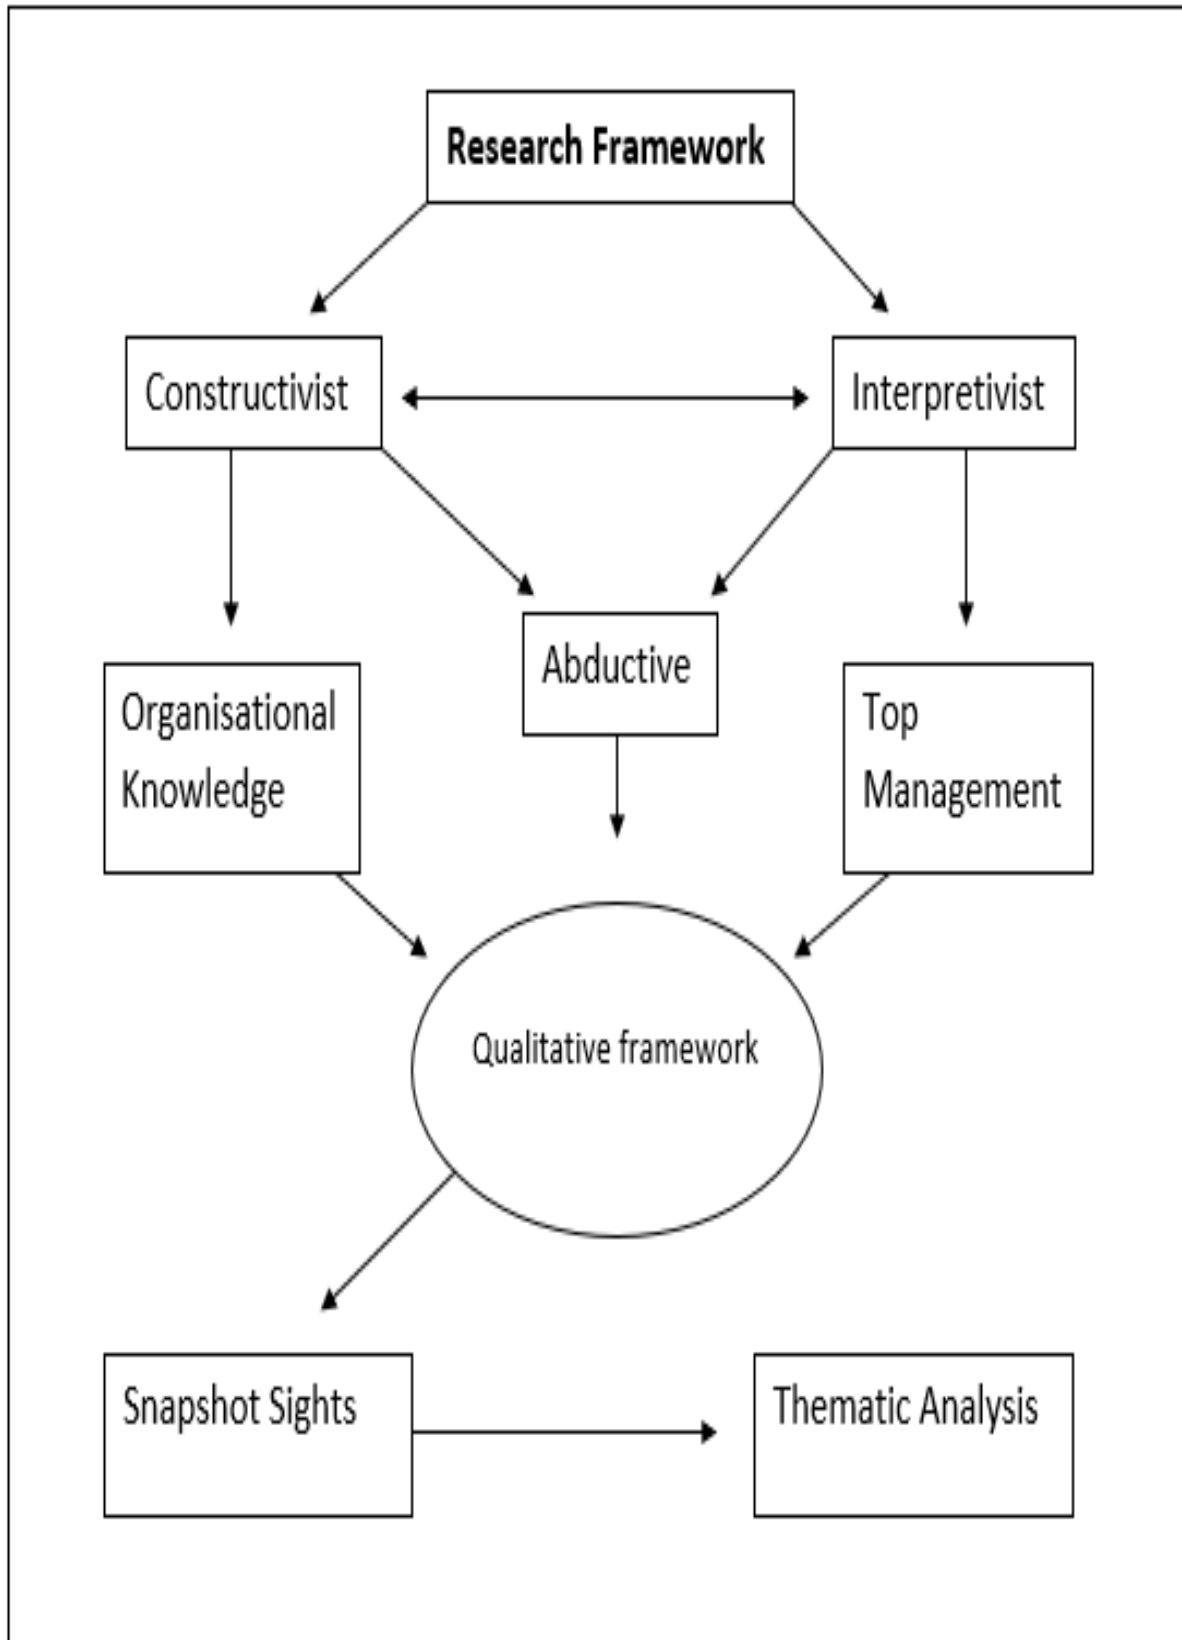 Research Framework
Constructivist
Interpretivist
Abductive
Organisational
Knowledge
Top
Management
Qualitative framework
Snapshot Sights
Thematic Analysis